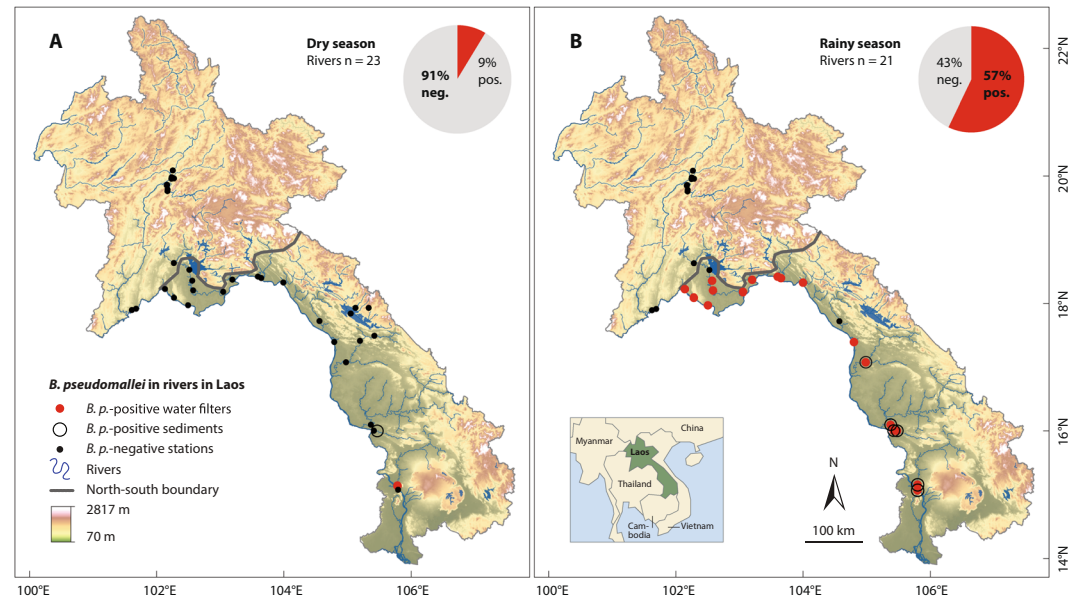 A
Dry season
Rivers n = 23
91%
neg.
9%
pos.
B. pseudomallei in rivers in Laos
B. p.-positive water filters
B. p.-positive sediments
B. p.-negative stations
Rivers
North-south boundary
2817 m
70 m
100°E
102°E
104°E
106°E
B
Rainy season
Rivers n = 21
43%
neg.
57%
pos.
Myanmar
China
Laos
Thailand
Cam-
bodia
Vietnam
N
100 km
22°N
20°N
18°N
16°N
14°N
100°E
102°E
104°E
106°E